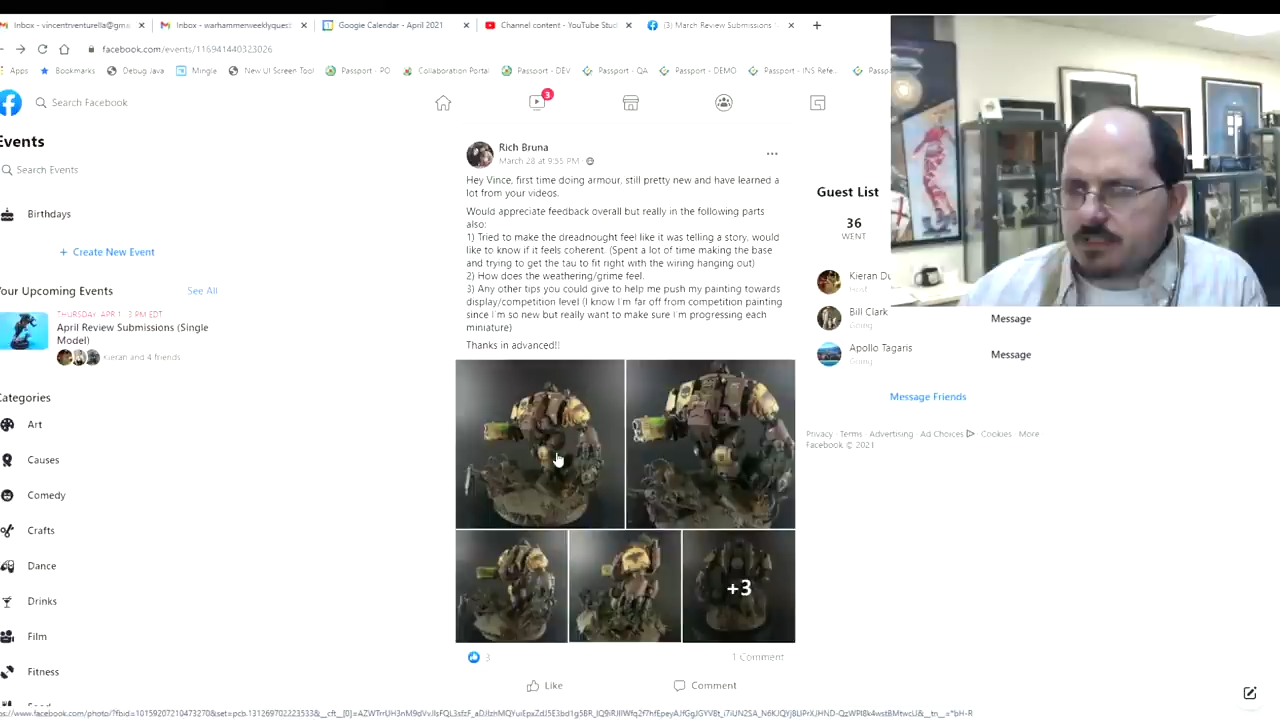 Inbox - vincentrventurella@gma
Inbox - warhammerweeklyquest
Google Calendar - April 2021
Channel content - YouTube Stud
(3) March Review Submissions
facebook.com/events/116941440323026
Apps
Bookmarks
Debug Java
Mingle
New UI Screen Tool
Passport - PO
Collaboration Portal
Passport - DEV
Passport - QA
Passport - DEMO
Passport - INS Refe...
Search Facebook
3
Events
Search Events
Birthdays
+ Create New Event
Your Upcoming Events
See All
April Review Submissions (Single
Model)
Kieran and 4 friends
Categories
Art
Causes
Comedy
Crafts
Dance
Drinks
Film
Fitness
Rich Bruna
March 28 at 9:55 PM
Hey Vince, first time doing armour, still pretty new and have learned a
lot from your videos.
Would appreciate feedback overall but really in the following parts
also:
1) Tried to make the dreadnought feel like it was telling a story, would
like to know if it feels coherent. (Spent a lot of time making the base
and trying to get the tau to fit right with the wiring hanging out)
2) How does the weathering/grime feel.
3) Any other tips you could give to help me push my painting towards
display/competition level (I know I'm far off from competition painting
since I'm so new but really want to make sure I'm progressing each
miniature)
Thanks in advanced!!
+3
3
1 Comment
Like
Comment
Guest List
36
WENT
Kieran Du
Bill Clark
Going
Message
Apollo Tagaris
Going
Message
Message Friends
Privacy · Terms · Advertising · Ad Choices · Cookies · More
Facebook © 2021